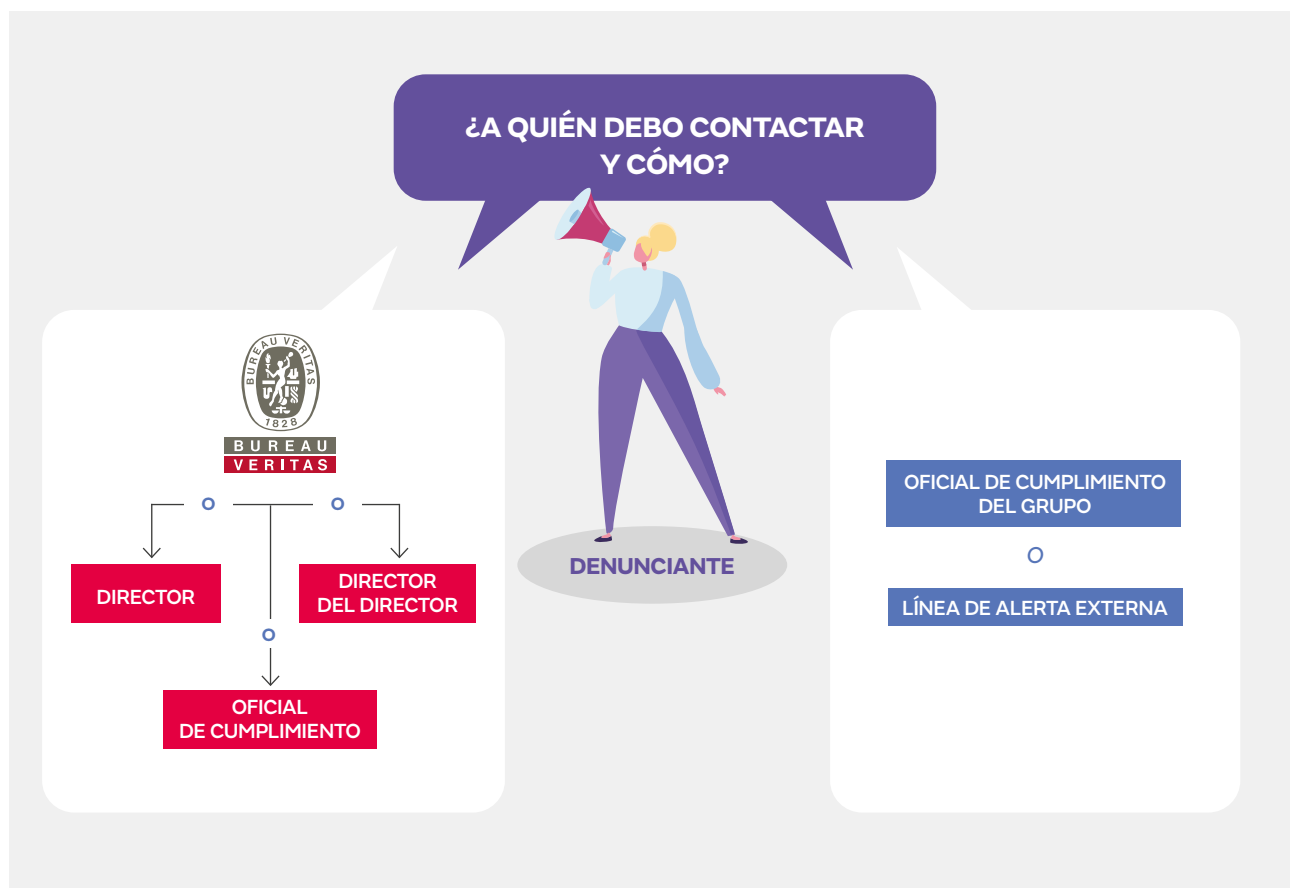 ¿A QUIÉN DEBO CONTACTAR
Y CÓMO?
BUREAU VERITAS
1828
BUREAU
VERITAS
O
O
DIRECTOR
DIRECTOR
DEL DIRECTOR
O
OFICIAL
DE CUMPLIMIENTO
DENUNCIANTE
OFICIAL DE CUMPLIMIENTO
DEL GRUPO
O
LÍNEA DE ALERTA EXTERNA